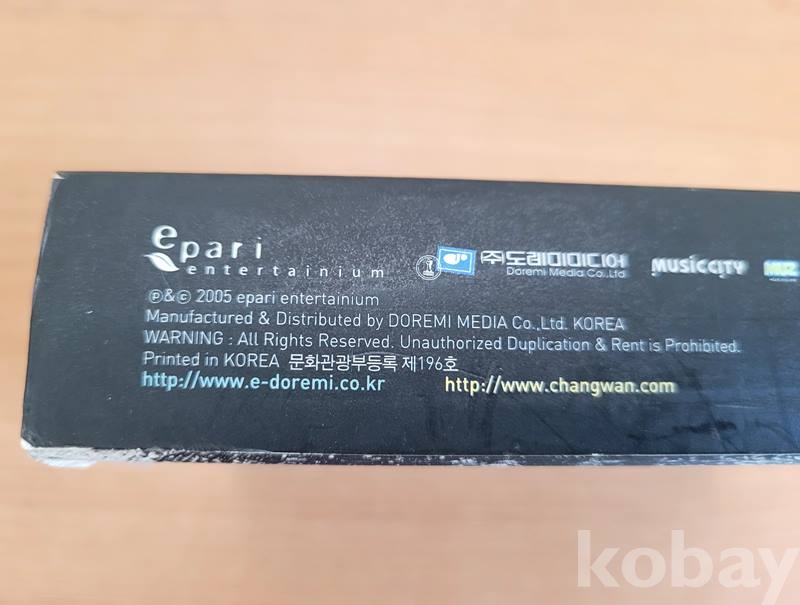 epari
entertainium
(주)도레미미디어
Doremi Media Co.,Ltd
MUSICCITY
MUZ
℗&© 2005 epari entertainium
Manufactured & Distributed by DOREMI MEDIA Co.,Ltd. KOREA
WARNING : All Rights Reserved. Unauthorized Duplication & Rent is Prohibited.
Printed in KOREA 문화관광부등록 제196호
http://www.e-doremi.co.kr http://www.changwan.com
kobay